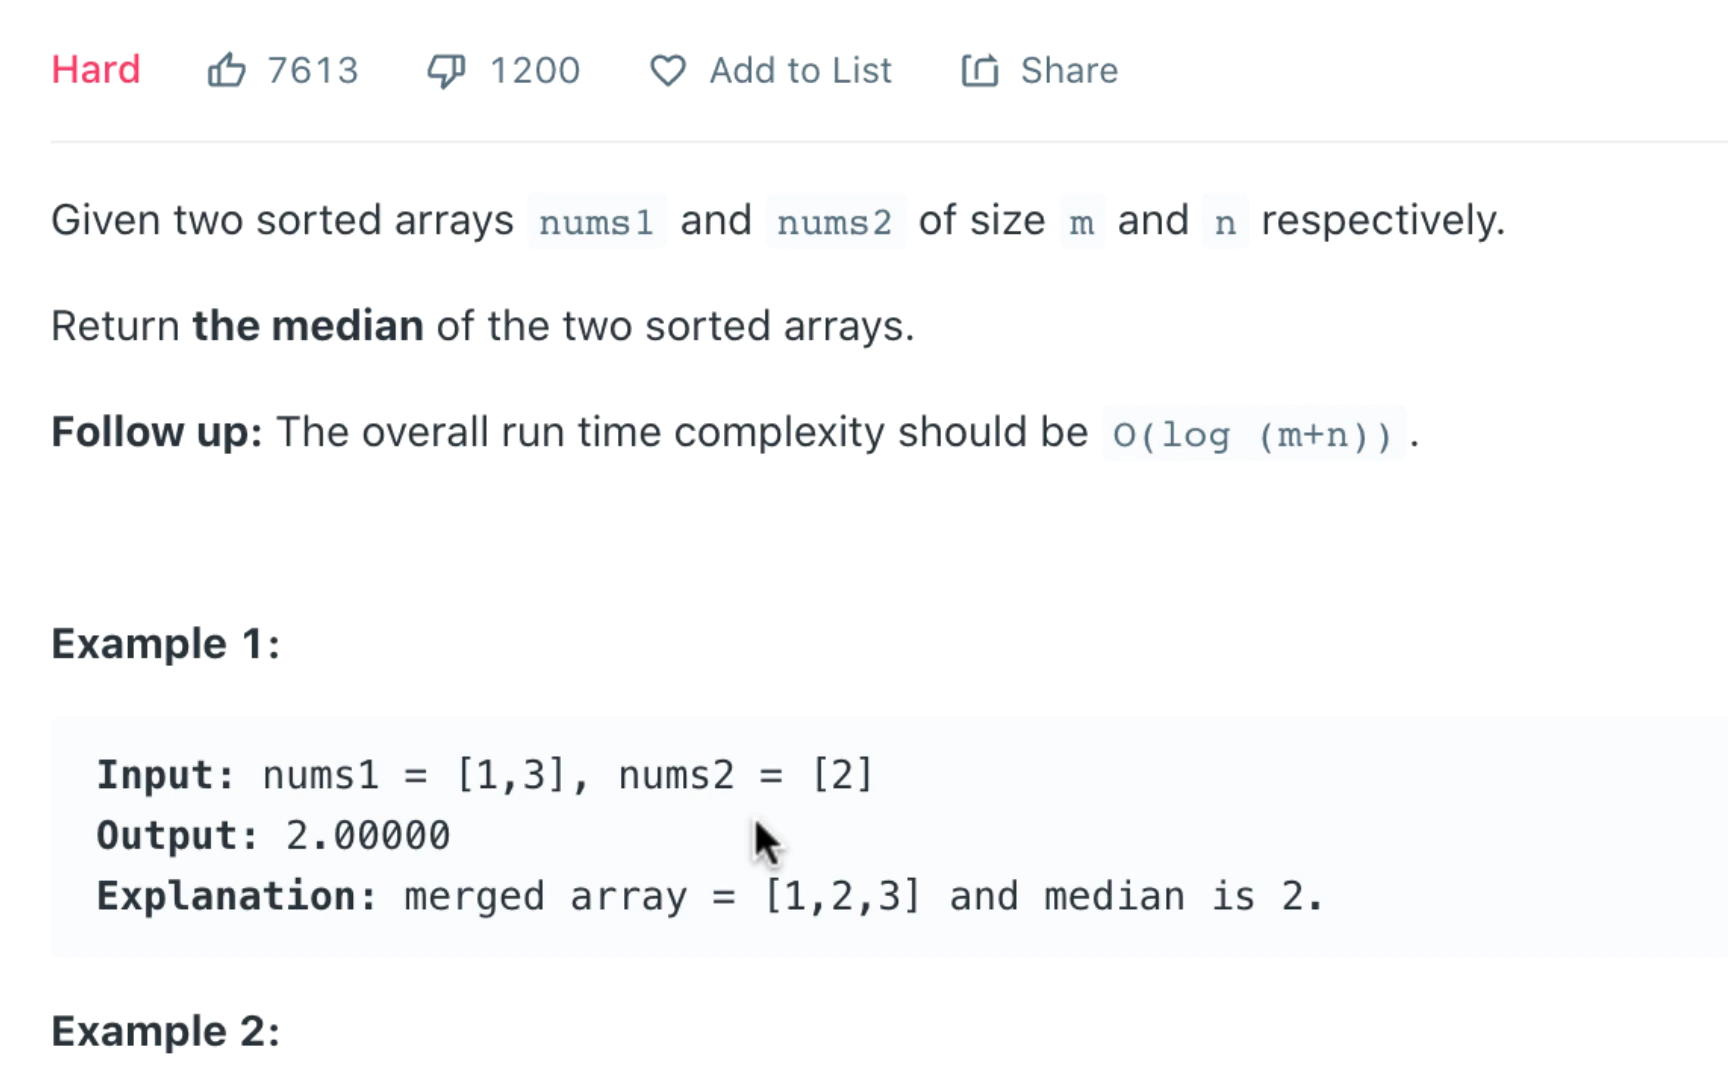 Hard 7613 1200 Add to List Share
Given two sorted arrays nums1 and nums2 of size m and n respectively.
Return the median of the two sorted arrays.
Follow up: The overall run time complexity should be O(log (m+n)).
Example 1:
Input: nums1 = [1,3], nums2 = [2]
Output: 2.00000
Explanation: merged array = [1,2,3] and median is 2.
Example 2: